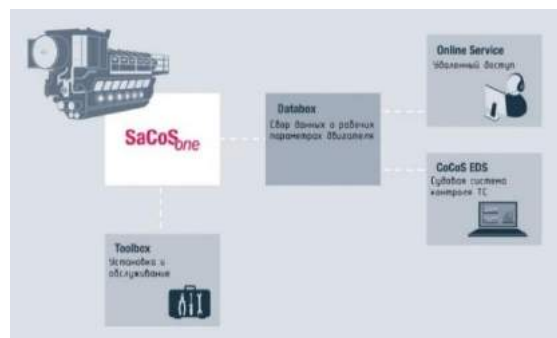 SaCoSone
Databox
Сбор данных о рабочих
параметрах двигателя
Online Service
Удаленный доступ
CoCoS EDS
Судовая система
контроля ТС
Toolbox
Установка и
обслуживание